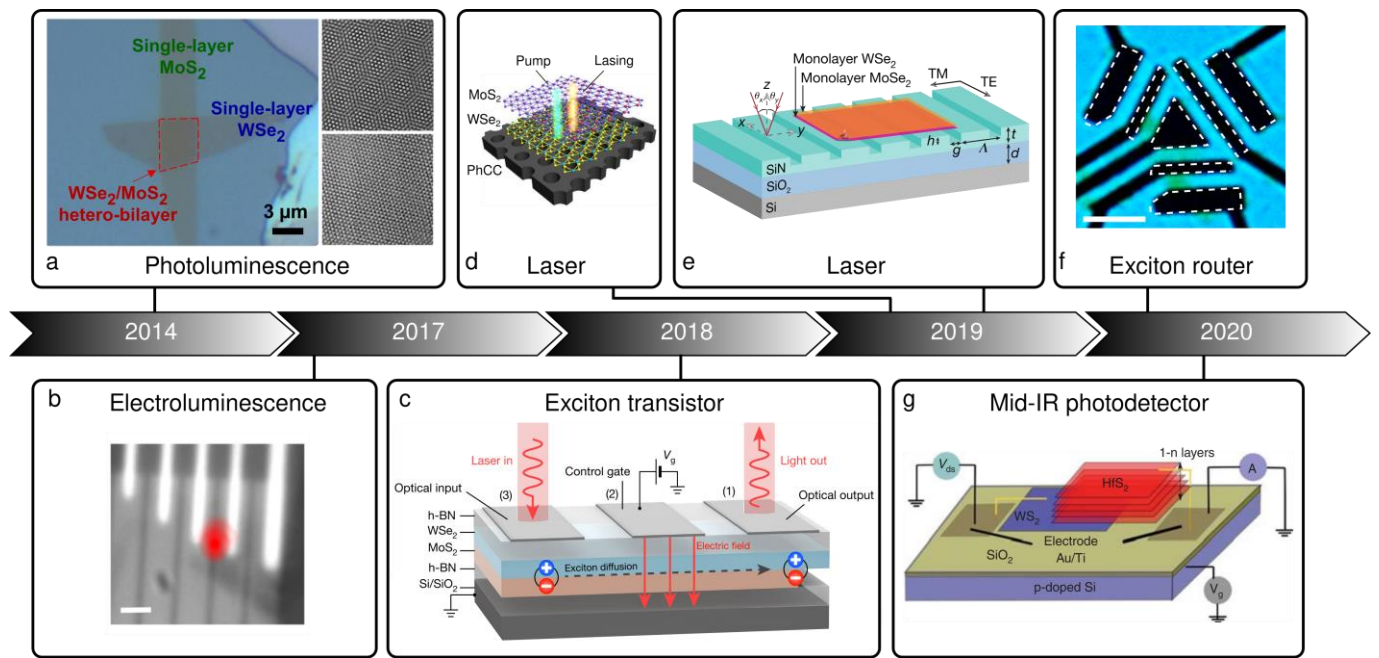 Single-layer
MoS2
Single-layer
WSe2
WSe2/MoS2
hetero-bilayer
3 μm
a
Photoluminescence
Pump
Lasing
MoS2
WSe2
PhCC
d
Laser
Monolayer WSe2
Monolayer MoSe2
TM
TE
z
x
y
h
g
Λ
t
d
SiN
SiO2
Si
e
Laser
f
Exciton router
2014
2017
2018
2019
2020
b
Electroluminescence
c
Exciton transistor
Laser in
Vg
Light out
Control gate
Optical input
(3)
(2)
(1)
Optical output
h-BN
WSe2
MoS2
h-BN
Si/SiO2
Electric field
Exciton diffusion
+
−
+
−
g
Mid-IR photodetector
1-n layers
Vds
A
HfS2
WS2
Electrode
Au/Ti
SiO2
p-doped Si
Vg